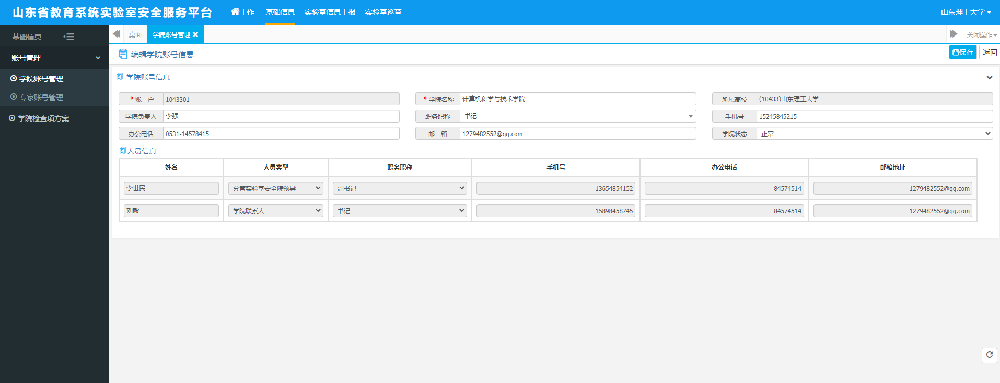 山东省教育系统实验室安全服务平台 工作 基础信息 实验室信息上报 实验室巡查 山东理工大学
基础信息 桌面 学院账号管理 关闭操作
账号管理 编辑学院账号信息 保存 返回
学院账号管理 学院账号信息
专家账号管理 * 账 户 1043301 * 学院名称 计算机科学与技术学院 所属高校 (10433)山东理工大学
学院检查项方案 学院负责人 李强 职务职称 书记 手机号 15245845215
办公电话 0531-14578415 邮 箱 1279482552@qq.com 学院状态 正常
人员信息
姓名 人员类型 职务职称 手机号 办公电话 邮箱地址
李世民 分管实验室安全院领导 副书记 13654854152 84574514 1279482552@qq.com
刘毅 学院联系人 书记 15898458745 84574514 1279482552@qq.com